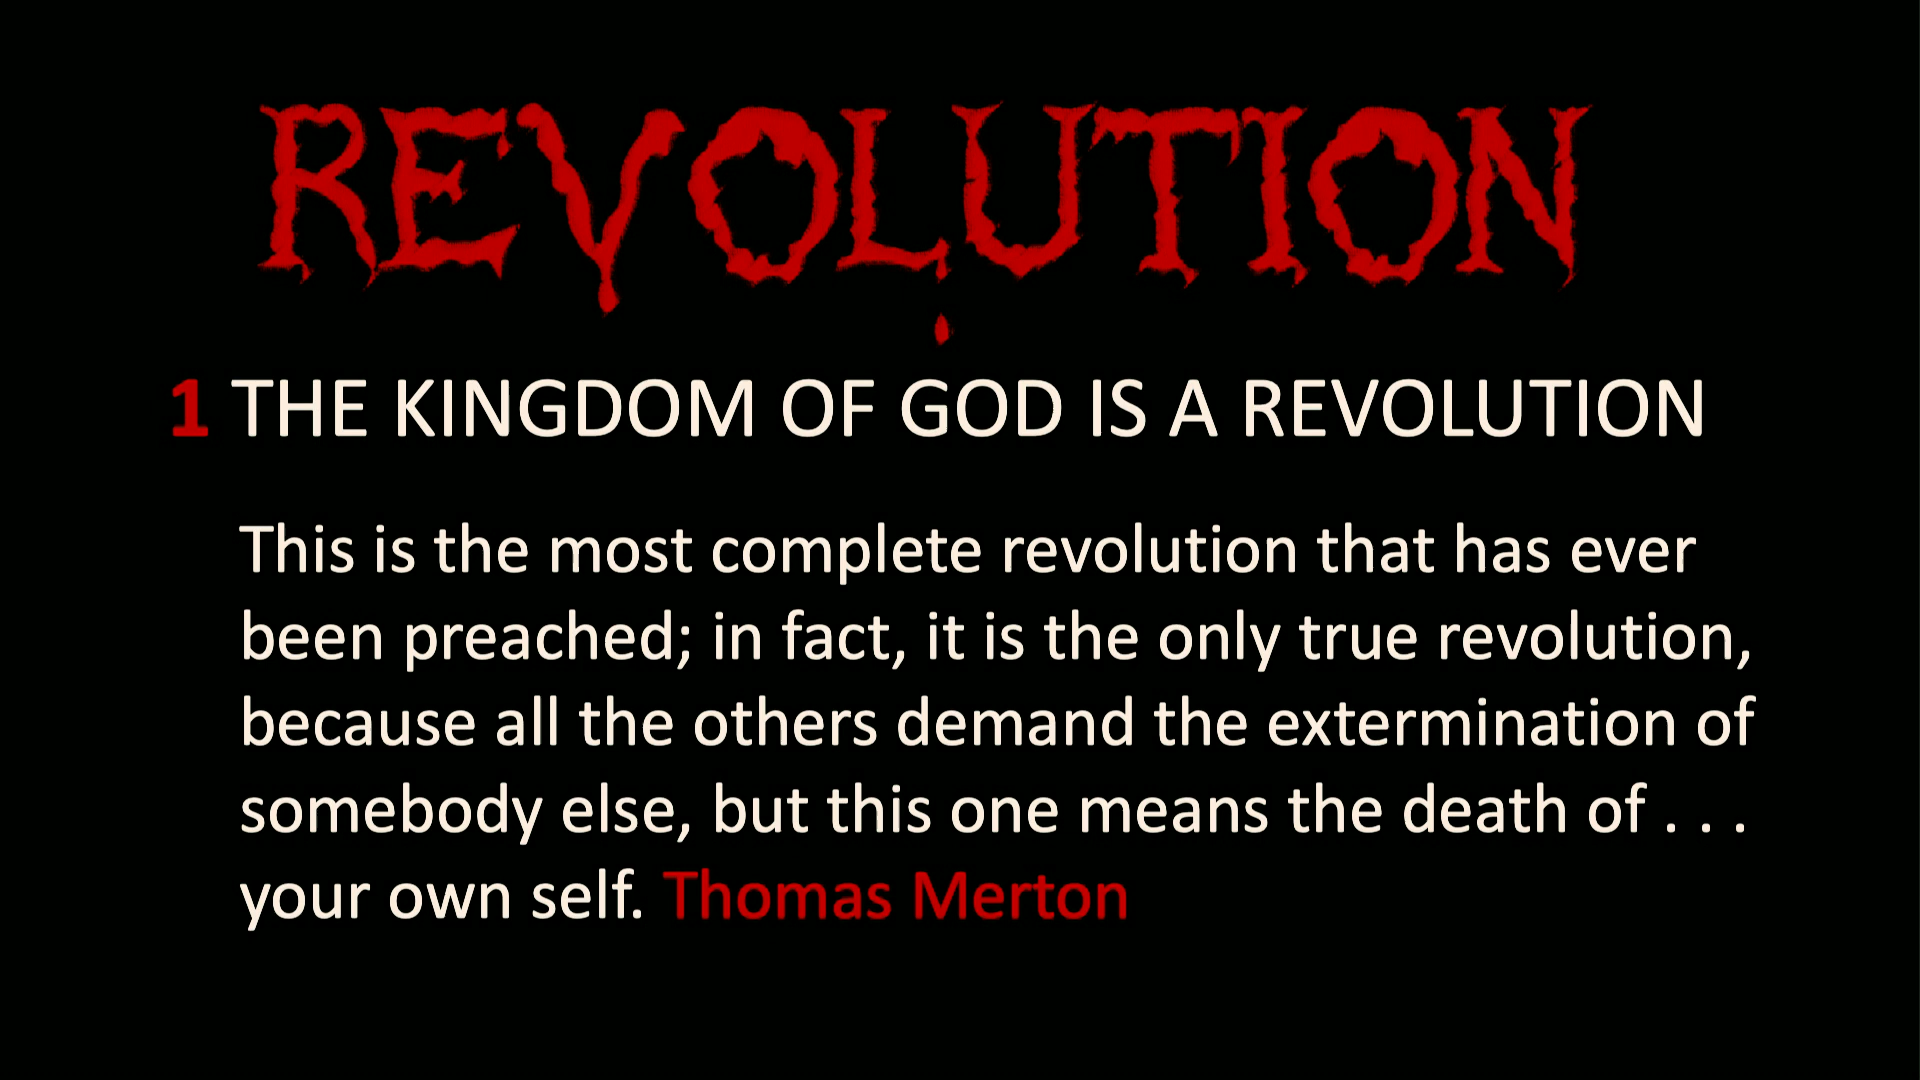 REVOLUTION
1 THE KINGDOM OF GOD IS A REVOLUTION
This is the most complete revolution that has ever
been preached; in fact, it is the only true revolution,
because all the others demand the extermination of
somebody else, but this one means the death of . . .
your own self. Thomas Merton